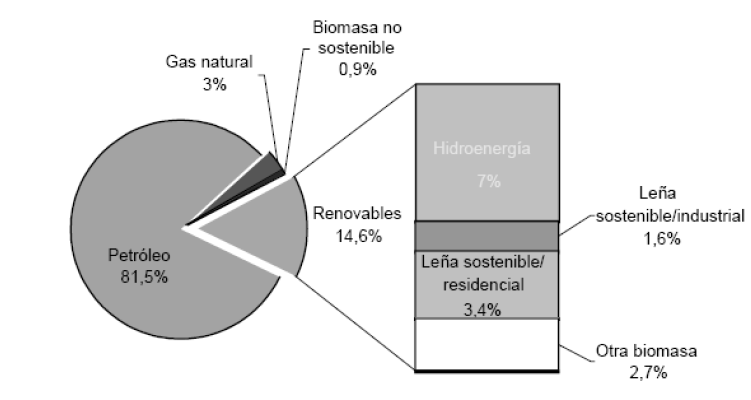 Biomasa no
sostenible
0,9%
Gas natural
3%
Petróleo
81,5%
Renovables
14,6%
Hidroenergía
7%
Leña
sostenible/industrial
1,6%
Leña sostenible/
residencial
3,4%
Otra biomasa
2,7%